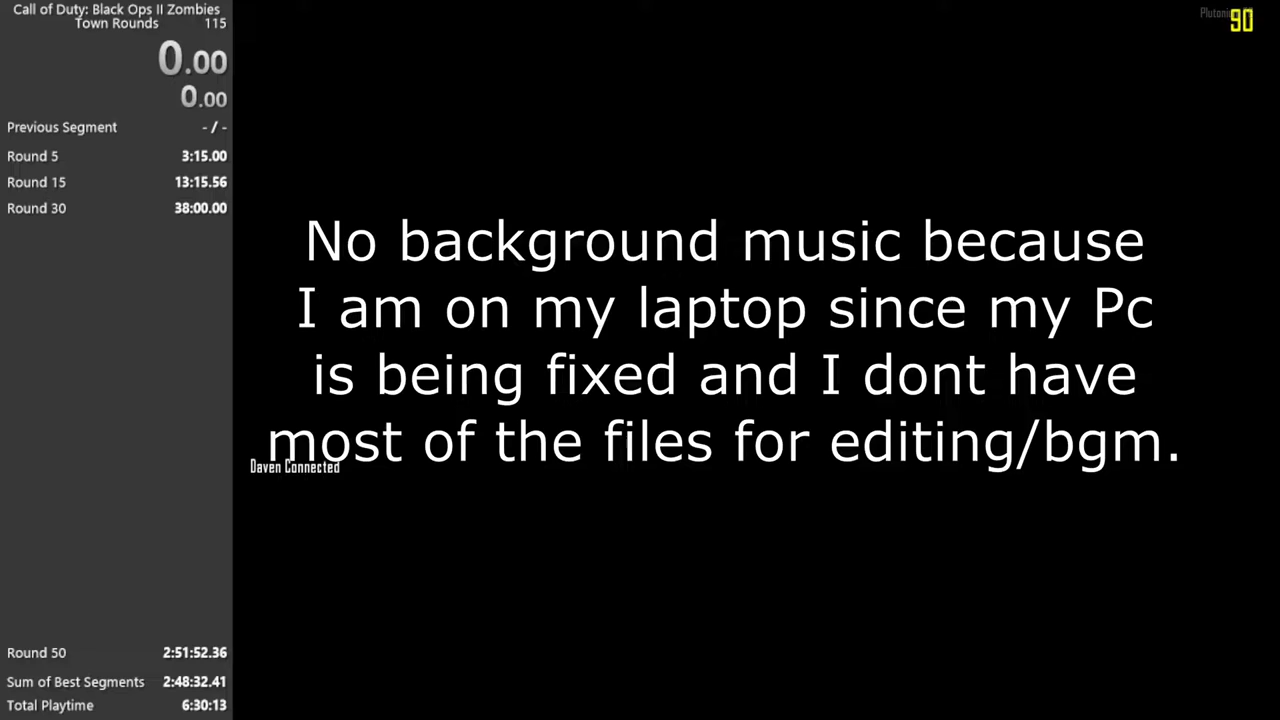 Call of Duty: Black Ops II Zombies
Town Rounds 115
0.00
0.00
Previous Segment - / -
Round 5 3:15.00
Round 15 13:15.56
Round 30 38:00.00
Round 50 2:51:52.36
Sum of Best Segments 2:48:32.41
Total Playtime 6:30:13
90
No background music because
I am on my laptop since my Pc
is being fixed and I dont have
most of the files for editing/bgm.
Daven Connected